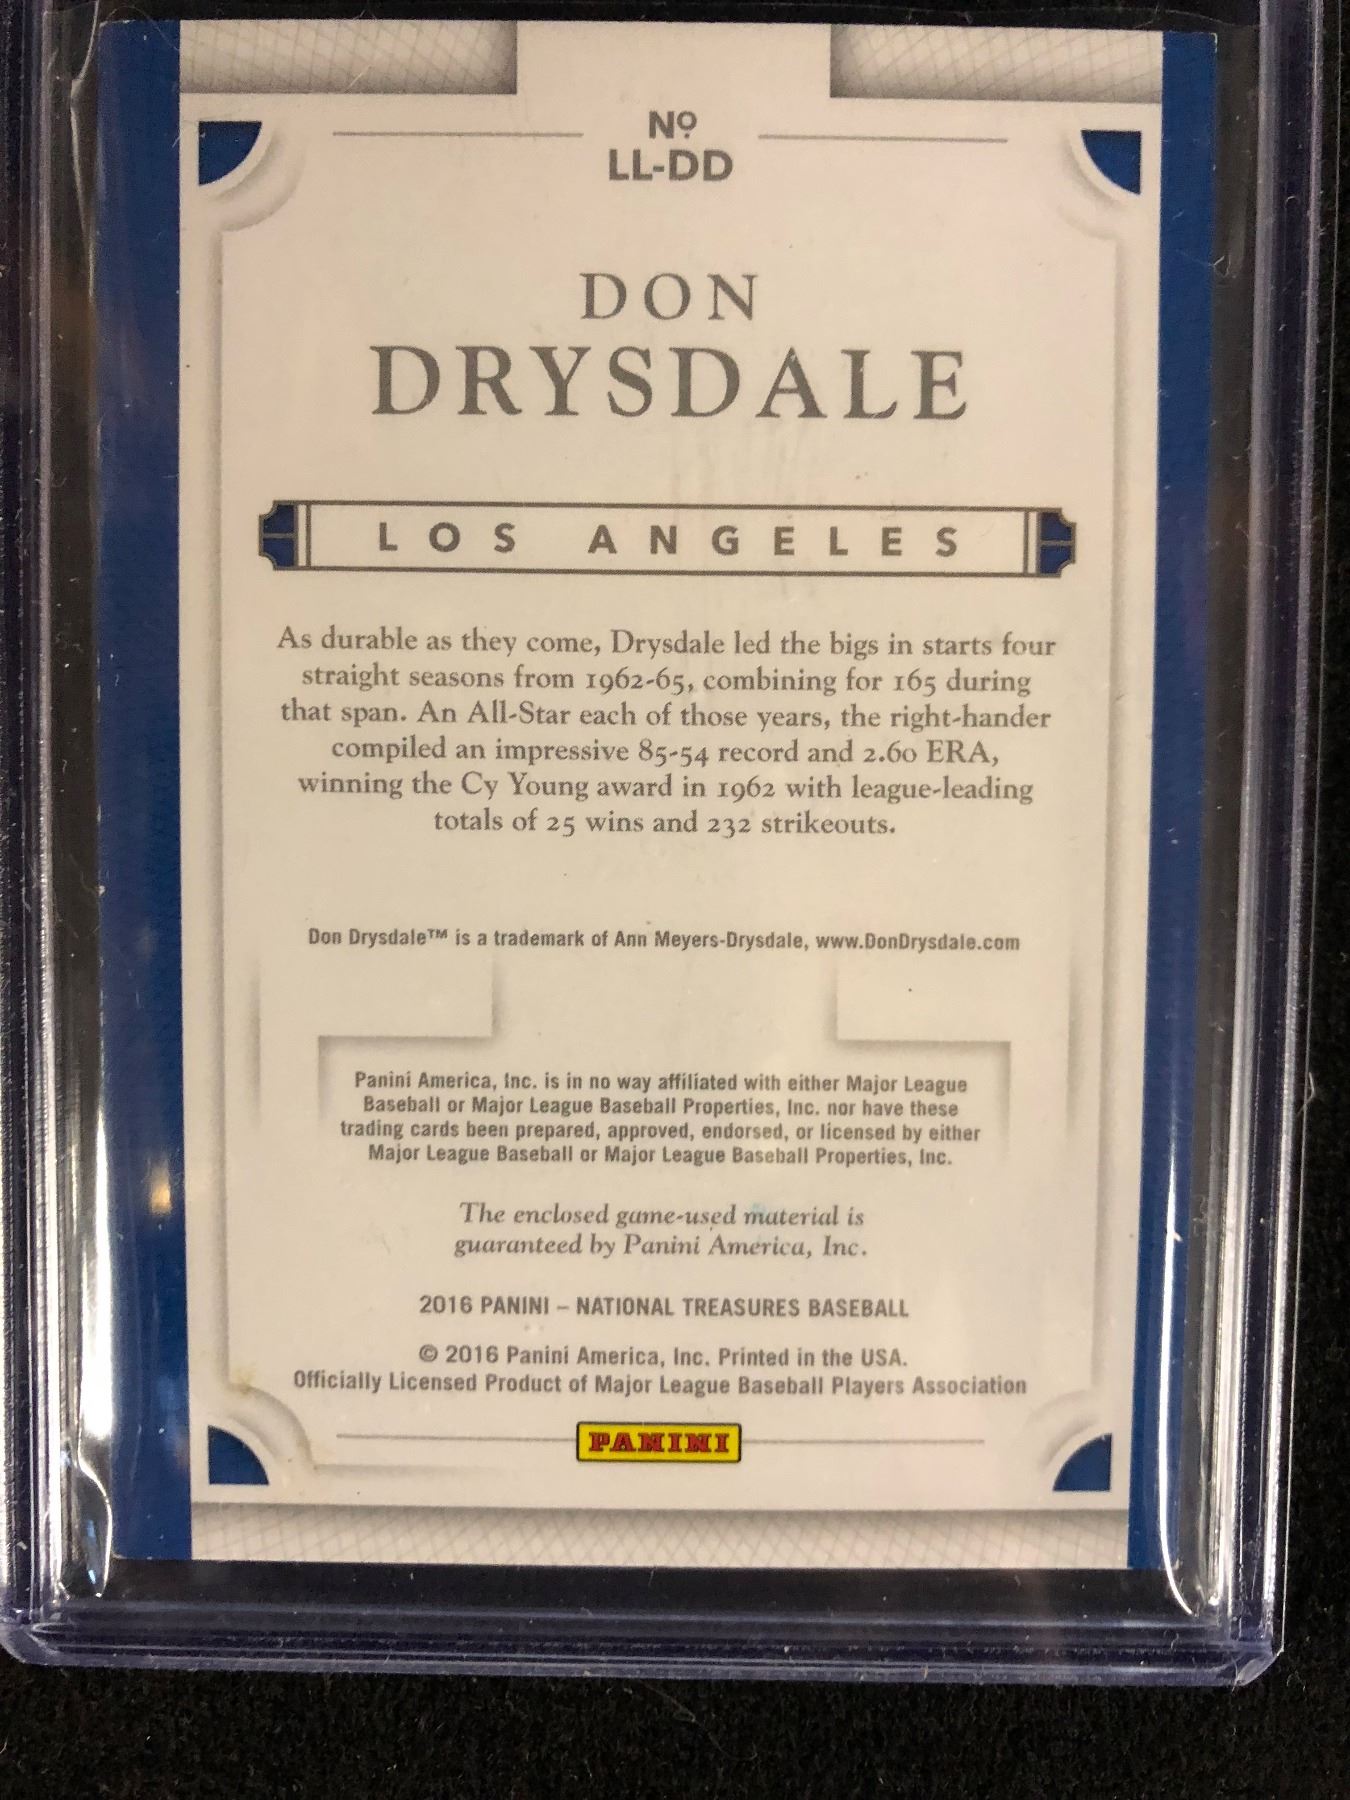 Nº
LL-DD
DON
DRYSDALE
LOS ANGELES
As durable as they come, Drysdale led the bigs in starts four
straight seasons from 1962-65, combining for 165 during
that span. An All-Star each of those years, the right-hander
compiled an impressive 85-54 record and 2.60 ERA,
winning the Cy Young award in 1962 with league-leading
totals of 25 wins and 232 strikeouts.
Don Drysdale™ is a trademark of Ann Meyers-Drysdale, www.DonDrysdale.com
Panini America, Inc. is in no way affiliated with either Major League
Baseball or Major League Baseball Properties, Inc. nor have these
trading cards been prepared, approved, endorsed, or licensed by either
Major League Baseball or Major League Baseball Properties, Inc.
The enclosed game-used material is
guaranteed by Panini America, Inc.
2016 PANINI – NATIONAL TREASURES BASEBALL
© 2016 Panini America, Inc. Printed in the USA.
Officially Licensed Product of Major League Baseball Players Association
PANINI